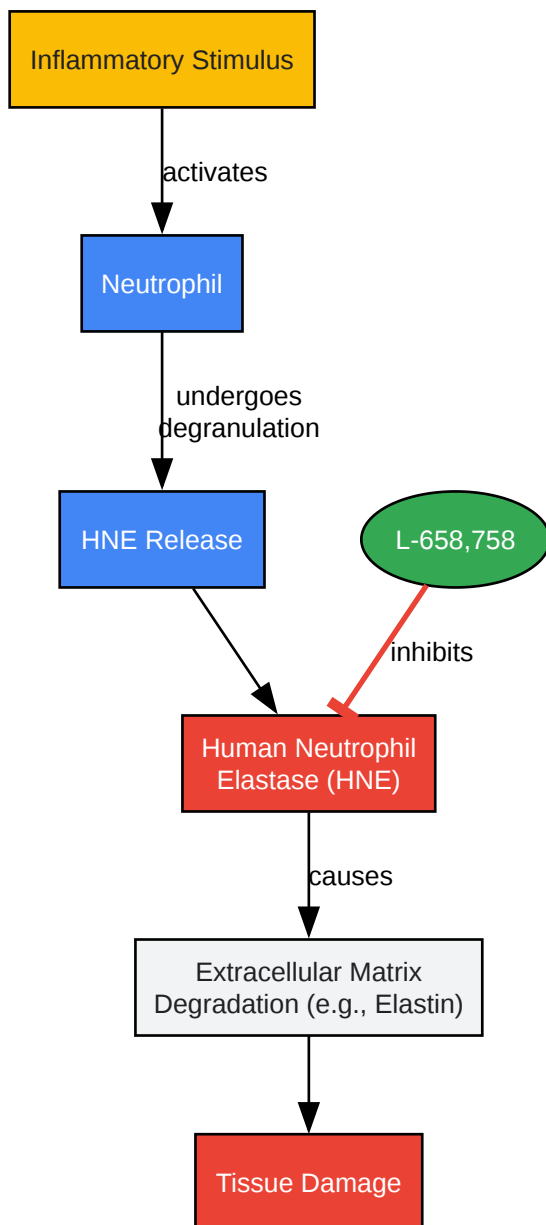 Inflammatory Stimulus
activates
Neutrophil
undergoes
degranulation
HNE Release
L-658,758
inhibits
Human Neutrophil
Elastase (HNE)
causes
Extracellular Matrix
Degradation (e.g., Elastin)
Tissue Damage